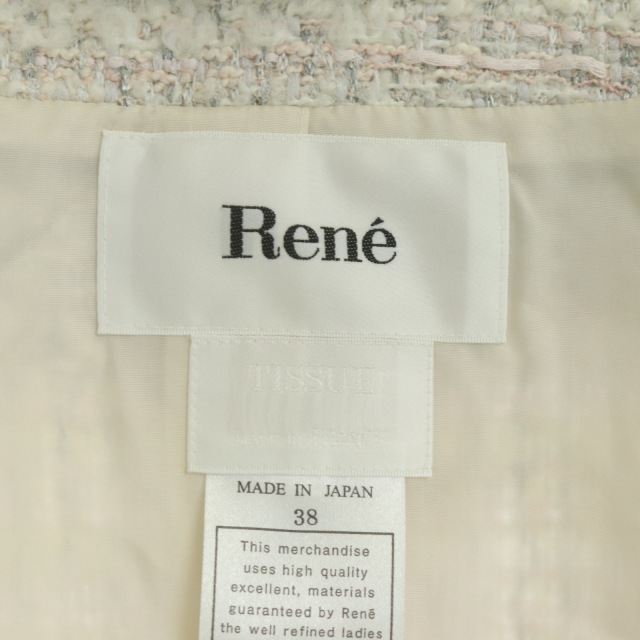 René
TISSUE
MADE IN JAPAN
38
This merchandise
uses high quality
excellent, materials
guaranteed by René
the well refined ladies